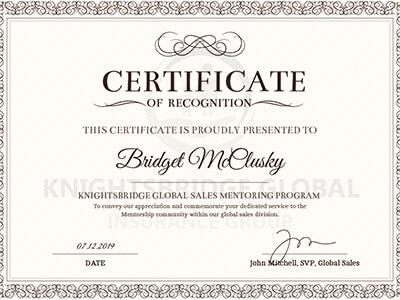 CERTIFICATE
OF RECOGNITION
THIS CERTIFICATE IS PROUDLY PRESENTED TO
Bridget McClusky
KNIGHTSBRIDGE GLOBAL
KNIGHTSBRIDGE GLOBAL SALES MENTORING PROGRAM
To convey our appreciation and commemorate your dedicated service to the
Mentorship community within our global sales division.
INSURANCE GROUP
07.12.2019
DATE
John Mitchell, SVP, Global Sales